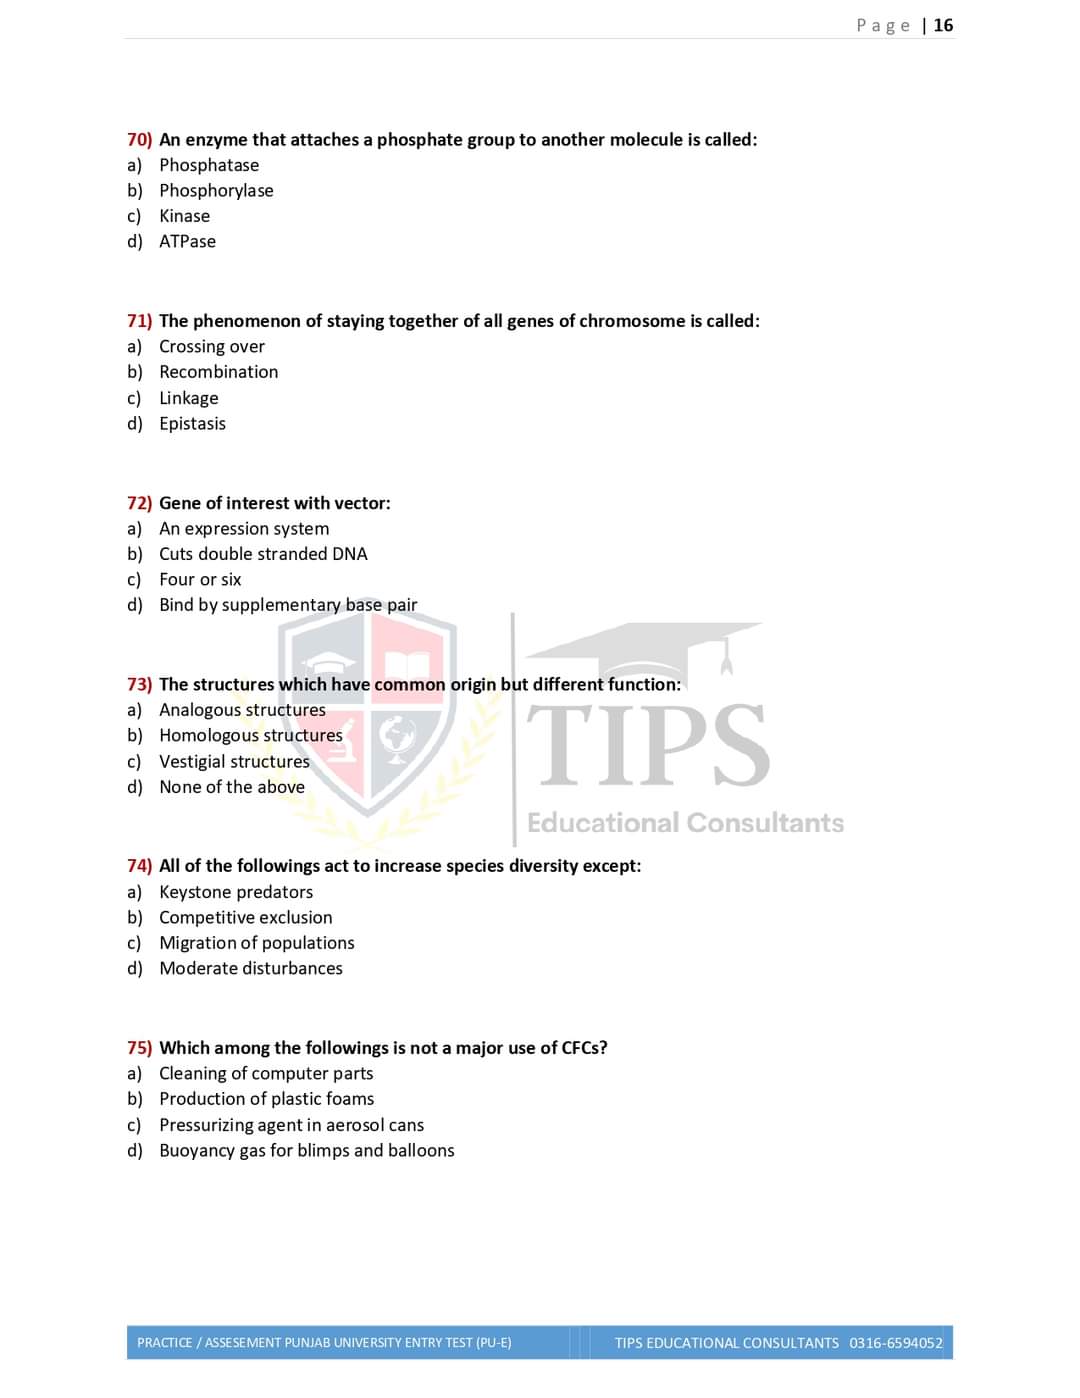 Page | 16
70) An enzyme that attaches a phosphate group to another molecule is called:
a) Phosphatase
b) Phosphorylase
c) Kinase
d) ATPase
71) The phenomenon of staying together of all genes of chromosome is called:
a) Crossing over
b) Recombination
c) Linkage
d) Epistasis
72) Gene of interest with vector:
a) An expression system
b) Cuts double stranded DNA
c) Four or six
d) Bind by supplementary base pair
73) The structures which have common origin but different function:
a) Analogous structures
b) Homologous structures
c) Vestigial structures
d) None of the above
TIPS
Educational Consultants
74) All of the followings act to increase species diversity except:
a) Keystone predators
b) Competitive exclusion
c) Migration of populations
d) Moderate disturbances
75) Which among the followings is not a major use of CFCs?
a) Cleaning of computer parts
b) Production of plastic foams
c) Pressurizing agent in aerosol cans
d) Buoyancy gas for blimps and balloons
PRACTICE / ASSESEMENT PUNJAB UNIVERSITY ENTRY TEST (PU-E) TIPS EDUCATIONAL CONSULTANTS 0316-6594052